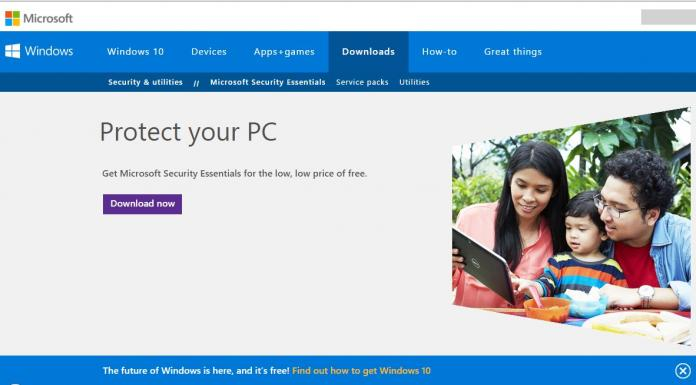 Microsoft
Windows Windows 10 Devices Apps+games Downloads How-to Great things
Security & utilities // Microsoft Security Essentials Service packs Utilities
Protect your PC
Get Microsoft Security Essentials for the low, low price of free.
Download now
The future of Windows is here, and it's free! Find out how to get Windows 10